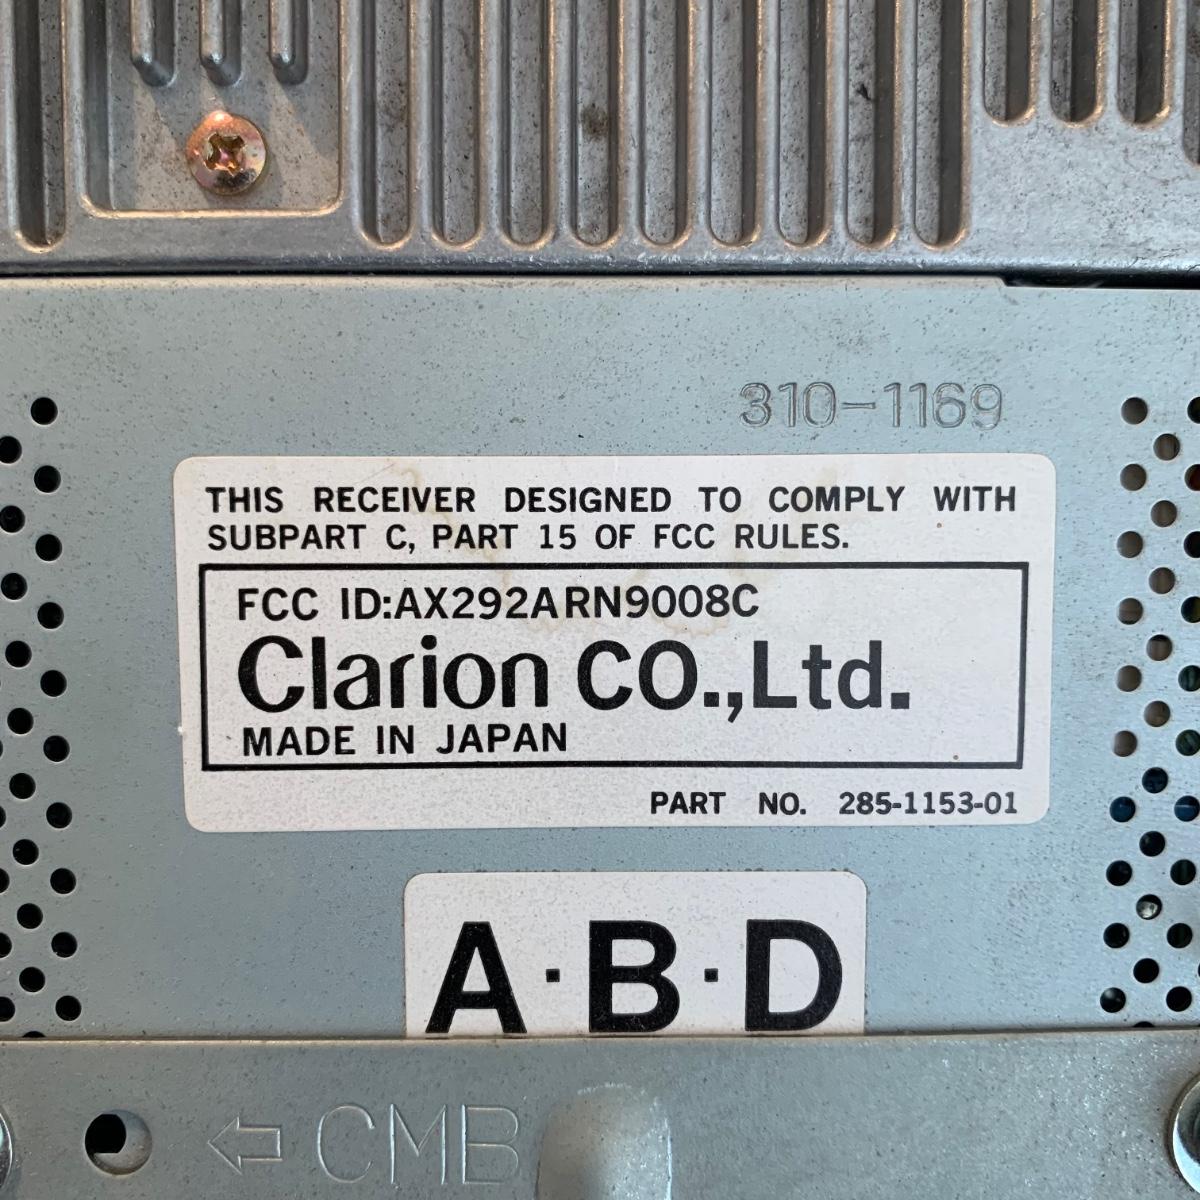 310-1169
THIS RECEIVER DESIGNED TO COMPLY WITH
SUBPART C, PART 15 OF FCC RULES.
FCC ID:AX292ARN9008C
Clarion CO.,Ltd.
MADE IN JAPAN
PART NO. 285-1153-01
A·B·D
←CMB